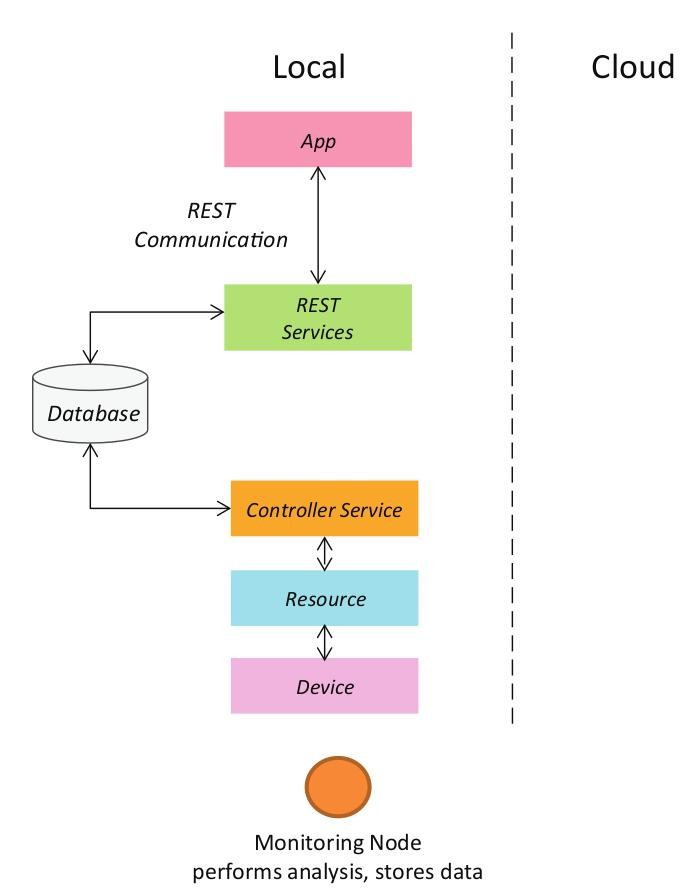 Local
Cloud
App
REST
Communication
REST
Services
Database
Controller Service
Resource
Device
Monitoring Node
performs analysis, stores data